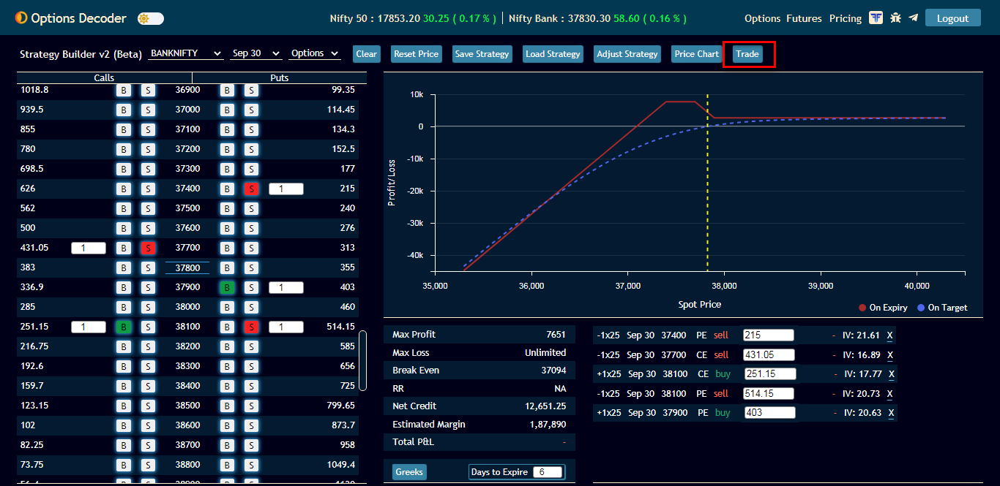 Options Decoder
Nifty 50 : 17853.20 30.25 ( 0.17 % ) | Nifty Bank : 37830.30 58.60 ( 0.16 % )
Options Futures Pricing Logout
Strategy Builder v2 (Beta) BANKNIFTY Sep 30 Options Clear Reset Price Save Strategy Load Strategy Adjust Strategy Price Chart Trade
Calls Puts
1018.8 B S 36900 B S 99.35
939.5 B S 37000 B S 114.45
855 B S 37100 B S 134.3
780 B S 37200 B S 152.5
698.5 B S 37300 B S 177
626 B S 37400 B S 1 215
562 B S 37500 B S 240
500 B S 37600 B S 276
431.05 1 B S 37700 B S 313
383 B S 37800 B S 355
336.9 B S 37900 B S 1 403
285 B S 38000 B S 460
251.15 1 B S 38100 B S 1 514.15
216.75 B S 38200 B S 585
192.6 B S 38300 B S 656
159.7 B S 38400 B S 725
123.15 B S 38500 B S 799.65
102 B S 38600 B S 873.7
82.25 B S 38700 B S 958
73.75 B S 38800 B S 1049.4
10k
0
-10k
-20k
-30k
-40k
Profit/Loss
35,000 36,000 37,000 38,000 39,000 40,000
Spot Price
On Expiry On Target
Max Profit 7651
Max Loss Unlimited
Break Even 37094
RR NA
Net Credit 12,651.25
Estimated Margin 1,87,890
Total P&L -
Greeks Days to Expire 6
-1x25 Sep 30 37400 PE sell 215 - IV: 21.61 X
-1x25 Sep 30 37700 CE sell 431.05 - IV: 16.89 X
+1x25 Sep 30 38100 CE buy 251.15 - IV: 17.77 X
-1x25 Sep 30 38100 PE sell 514.15 - IV: 20.73 X
+1x25 Sep 30 37900 PE buy 403 - IV: 20.63 X